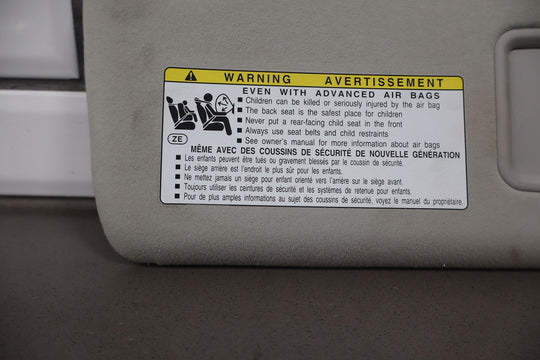 WARNING AVERTISSEMENT
EVEN WITH ADVANCED AIR BAGS
■ Children can be killed or seriously injured by the air bag
■ The back seat is the safest place for children
■ Never put a rear-facing child seat in the front
■ Always use seat belts and child restraints
■ See owner's manual for more information about air bags
ZE
MÊME AVEC DES COUSSINS DE SÉCURITÉ DE NOUVELLE GÉNÉRATION
■ Les enfants peuvent être tués ou gravement blessés par le coussin de sécurité.
■ Le siège arrière est l'endroit le plus sûr pour les enfants.
■ Ne mettez jamais un siège pour enfant orienté vers l'arrière sur le siège avant.
■ Toujours utiliser les ceintures de sécurité et les systèmes de retenue pour enfants.
■ Pour de plus amples informations au sujet des coussins de sécurité, voyez le manuel du propriétaire.